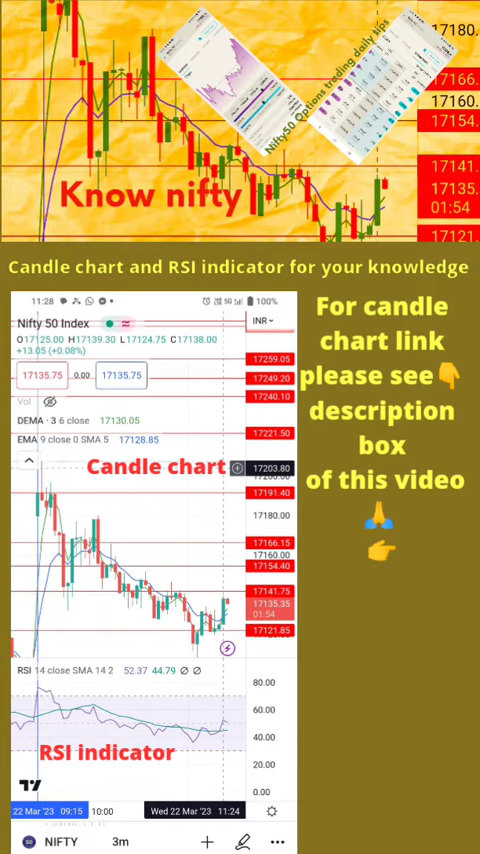 17180.
17166.
17160.
17154.
Nifty50 Options trading daily tips
17141.
Know nifty
17135.
01:54
17121
Candle chart and RSI indicator for your knowledge
11:28
5G
100%
Nifty 50 Index
INR
O17125.00 H17139.30 L17124.75 C17138.00
+13.05 (+0.08%)
17259.05
17135.75 0.00 17135.75
17249.20
17240.10
Vol
DEMA · 3 6 close 17130.05
17221.50
EMA 9 close 0 SMA 5 17128.85
Candle chart
17203.80
17200.00
17191.40
17180.00
17166.15
17160.00
17154.40
17141.75
17135.35
01:54
17121.85
RSI 14 close SMA 14 2 52.37 44.79 Ø Ø
80.00
60.00
40.00
RSI indicator
0.00
22 Mar '23 09:15 10:00 Wed 22 Mar '23 11:24
50 NIFTY 3m
For candle
chart link
please see👇
description
box
of this video
🙏
👉